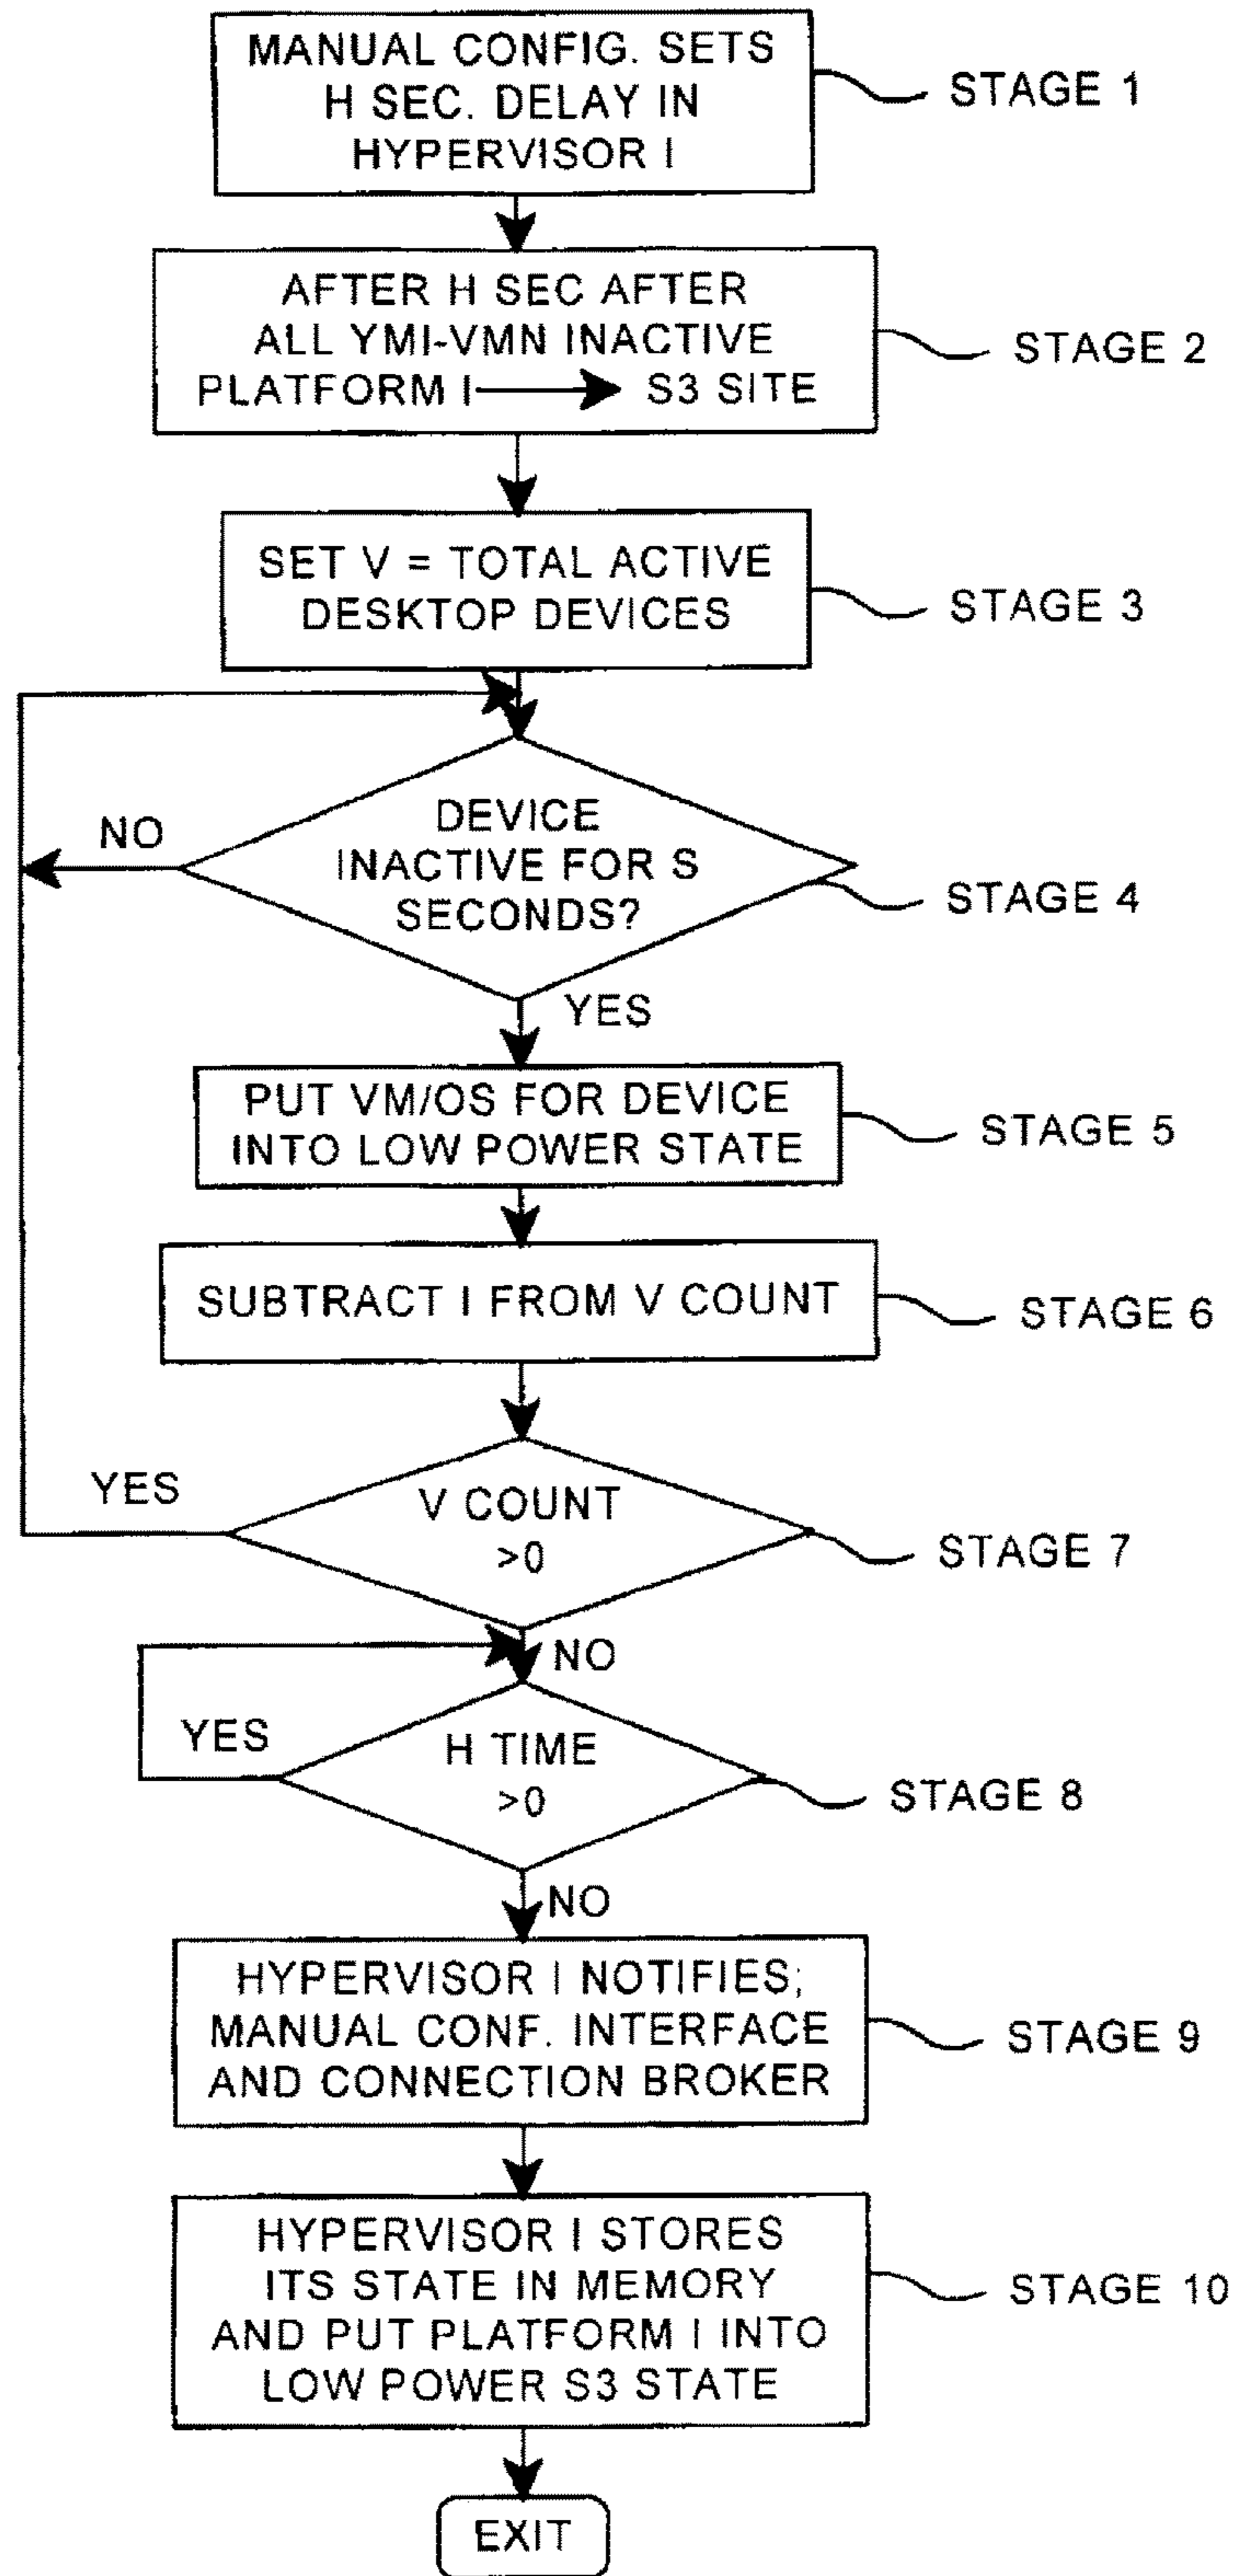 MANUAL CONFIG. SETS
H SEC. DELAY IN
HYPERVISOR I
STAGE 1
AFTER H SEC AFTER
ALL YMI-VMN INACTIVE
PLATFORM I S3 SITE
STAGE 2
SET V = TOTAL ACTIVE
DESKTOP DEVICES
STAGE 3
DEVICE
INACTIVE FOR S
SECONDS?
NO
STAGE 4
YES
PUT VM/OS FOR DEVICE
INTO LOW POWER STATE
STAGE 5
SUBTRACT I FROM V COUNT
STAGE 6
V COUNT
>0
YES
STAGE 7
NO
H TIME
>0
YES
STAGE 8
NO
HYPERVISOR I NOTIFIES;
MANUAL CONF. INTERFACE
AND CONNECTION BROKER
STAGE 9
HYPERVISOR I STORES
ITS STATE IN MEMORY
AND PUT PLATFORM I INTO
LOW POWER S3 STATE
STAGE 10
EXIT